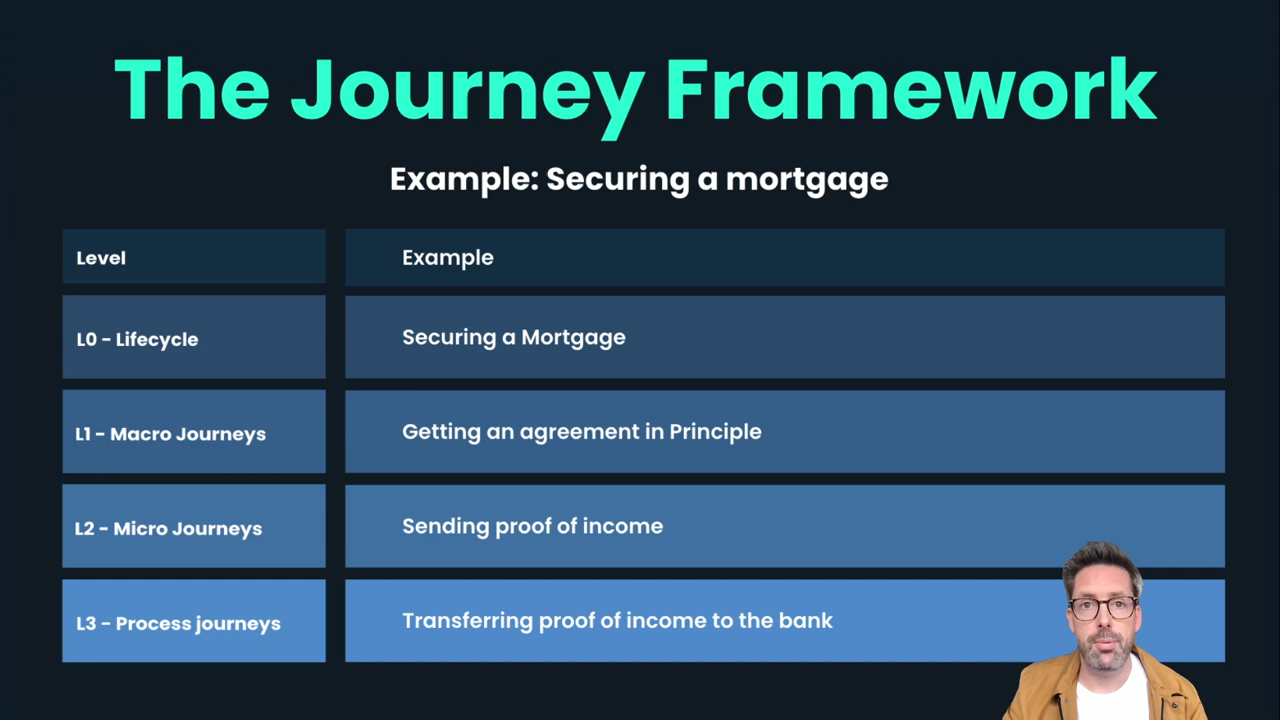 The Journey Framework
Example: Securing a mortgage
Level
Example
L0 - Lifecycle
Securing a Mortgage
L1 - Macro Journeys
Getting an agreement in Principle
L2 - Micro Journeys
Sending proof of income
L3 - Process journeys
Transferring proof of income to the bank